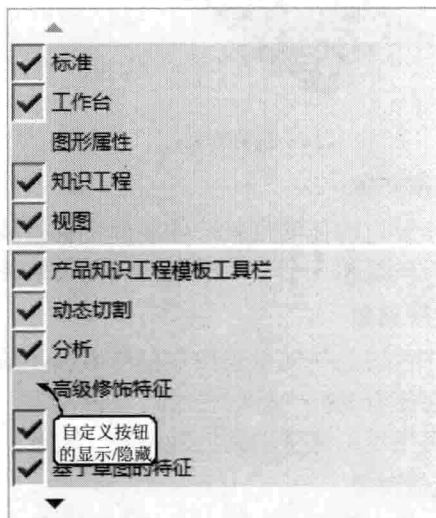 标准
工作台
图形属性
知识工程
视图
产品知识工程模板工具栏
动态切割
分析
高级修饰特征
自定义按钮
的显示/隐藏
基于草图的特征